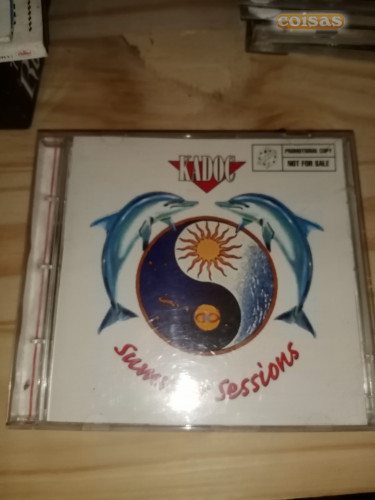 coisas
KADOC
PROMOTIONAL COPY
NOT FOR SALE
Sessions